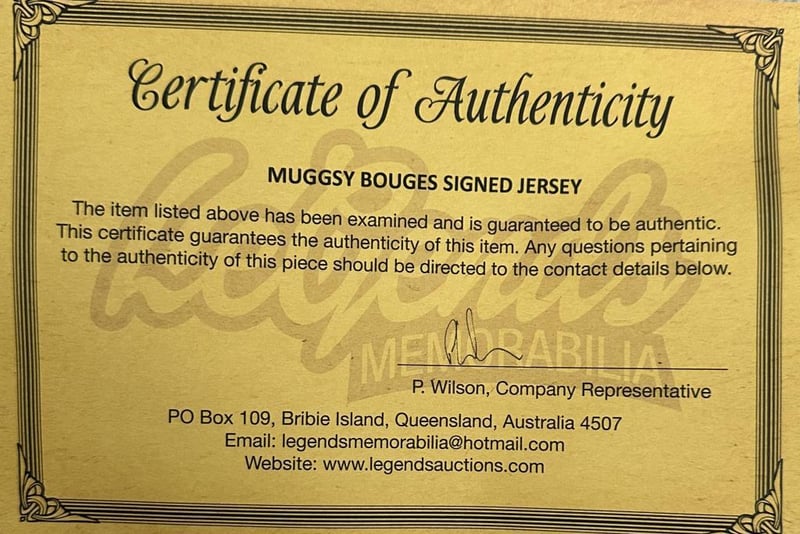 Certificate of Authenticity
MUGGSY BOUGES SIGNED JERSEY
The item listed above has been examined and is guaranteed to be authentic.
This certificate guarantees the authenticity of this item. Any questions pertaining
to the authenticity of this piece should be directed to the contact details below.
Legends
MEMORABILIA
P. Wilson, Company Representative
PO Box 109, Bribie Island, Queensland, Australia 4507
Email: legendsmemorabilia@hotmail.com
Website: www.legendsauctions.com